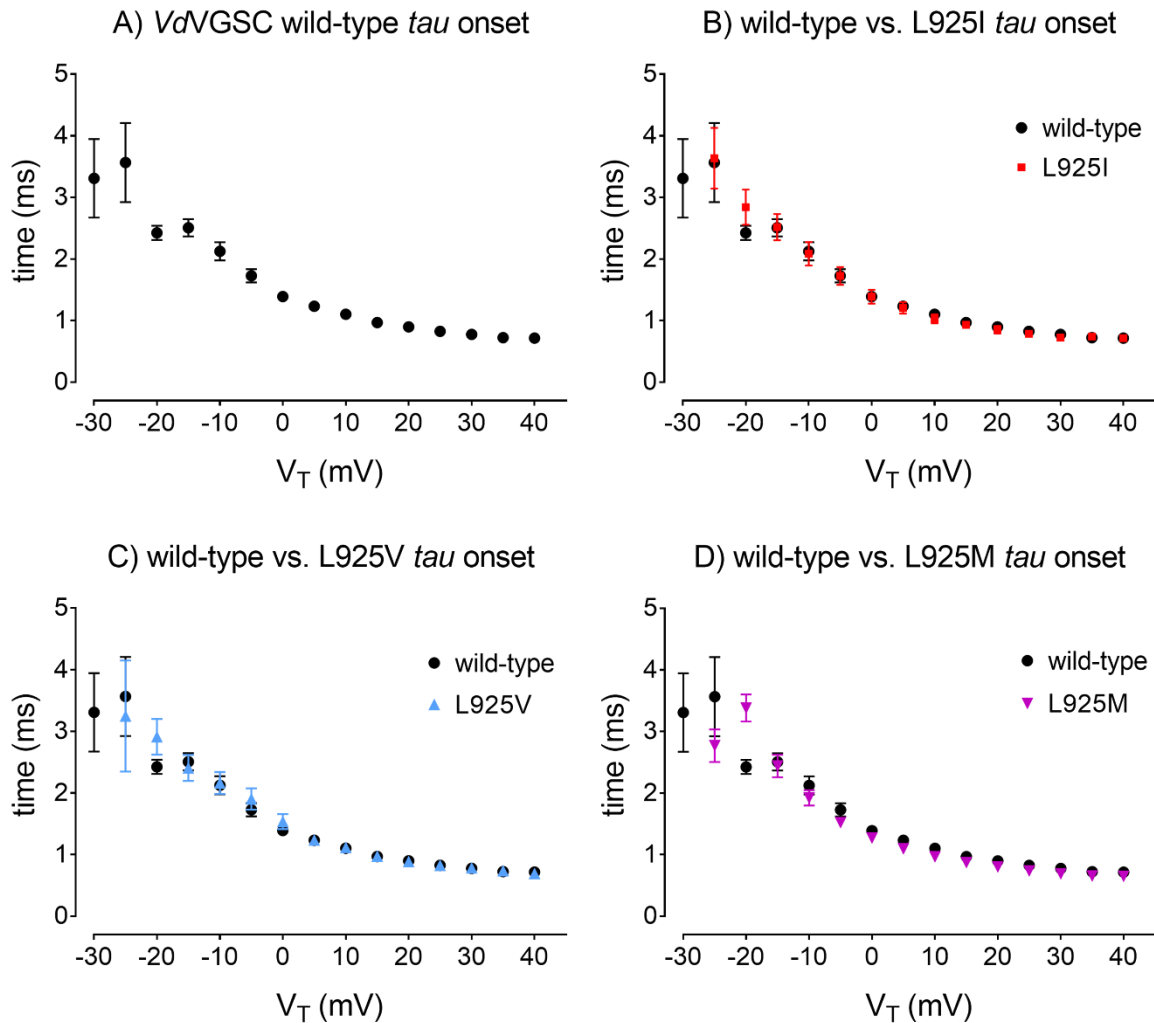 A) VdVGSC wild-type tau onset
time (ms)
5
4
3
2
1
0
-30 -20 -10 0 10 20 30 40
V_T (mV)
B) wild-type vs. L925I tau onset
time (ms)
5
4
3
2
1
0
wild-type
L925I
-30 -20 -10 0 10 20 30 40
V_T (mV)
C) wild-type vs. L925V tau onset
time (ms)
5
4
3
2
1
0
wild-type
L925V
-30 -20 -10 0 10 20 30 40
V_T (mV)
D) wild-type vs. L925M tau onset
time (ms)
5
4
3
2
1
0
wild-type
L925M
-30 -20 -10 0 10 20 30 40
V_T (mV)